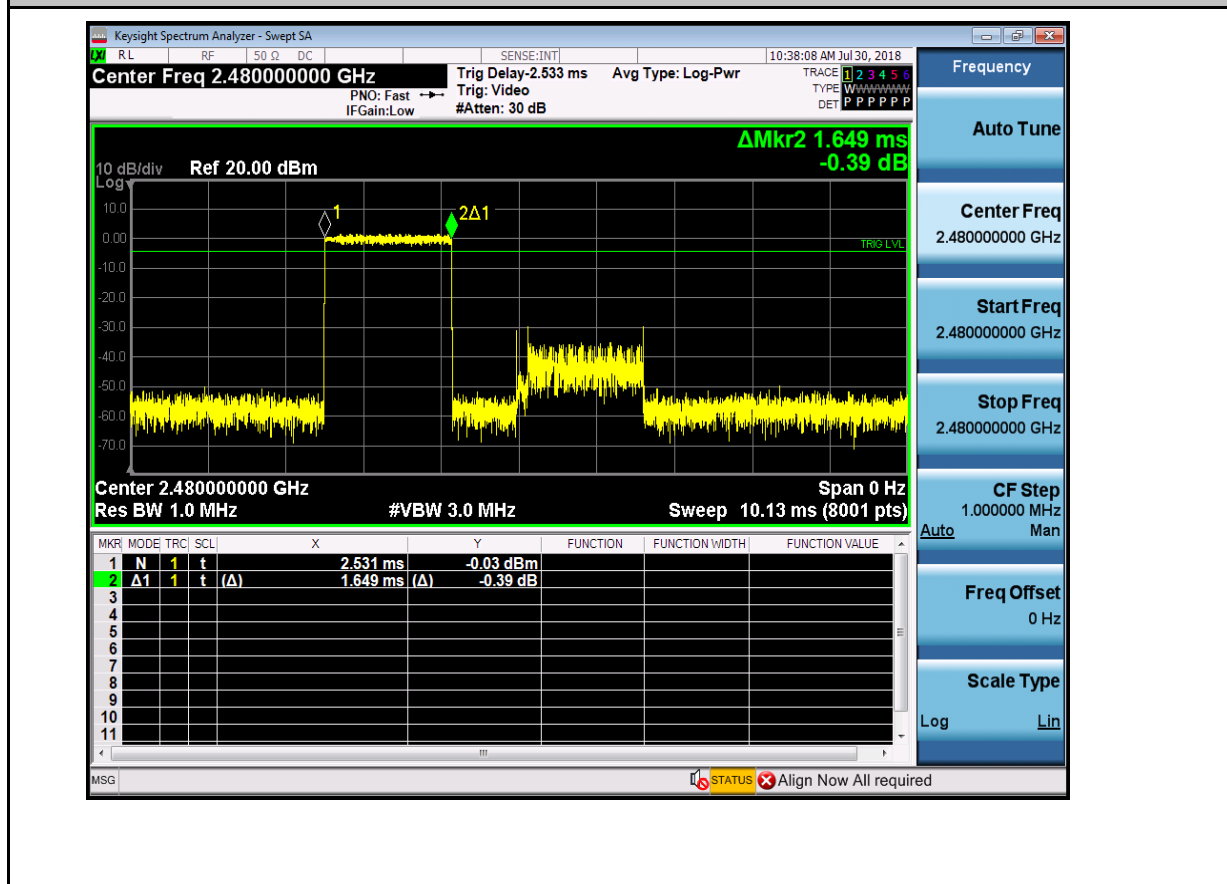 Keysight Spectrum Analyzer - Swept SA
LXI RL RF 50 Ω DC SENSE:INT 10:38:08 AM Jul 30, 2018
Center Freq 2.480000000 GHz
PNO: Fast
IFGain:Low
Trig Delay-2.533 ms
Trig: Video
#Atten: 30 dB
Avg Type: Log-Pwr
TRACE 1 2 3 4 5 6
TYPE WWWWWW
DET P P P P P P
ΔMkr2 1.649 ms
-0.39 dB
10 dB/div Ref 20.00 dBm
Log
10.0
0.00
-10.0
-20.0
-30.0
-40.0
-50.0
-60.0
-70.0
1
2Δ1
TRIG LVL
Center 2.480000000 GHz Span 0 Hz
Res BW 1.0 MHz #VBW 3.0 MHz Sweep 10.13 ms (8001 pts)
MKR MODE TRC SCL X Y FUNCTION FUNCTION WIDTH FUNCTION VALUE
1 N 1 t 2.531 ms -0.03 dBm
2 Δ1 1 t (Δ) 1.649 ms (Δ) -0.39 dB
3
4
5
6
7
8
9
10
11
MSG STATUS Align Now All required
Frequency
Auto Tune
Center Freq
2.480000000 GHz
Start Freq
2.480000000 GHz
Stop Freq
2.480000000 GHz
CF Step
1.000000 MHz
Auto Man
Freq Offset
0 Hz
Scale Type
Log Lin